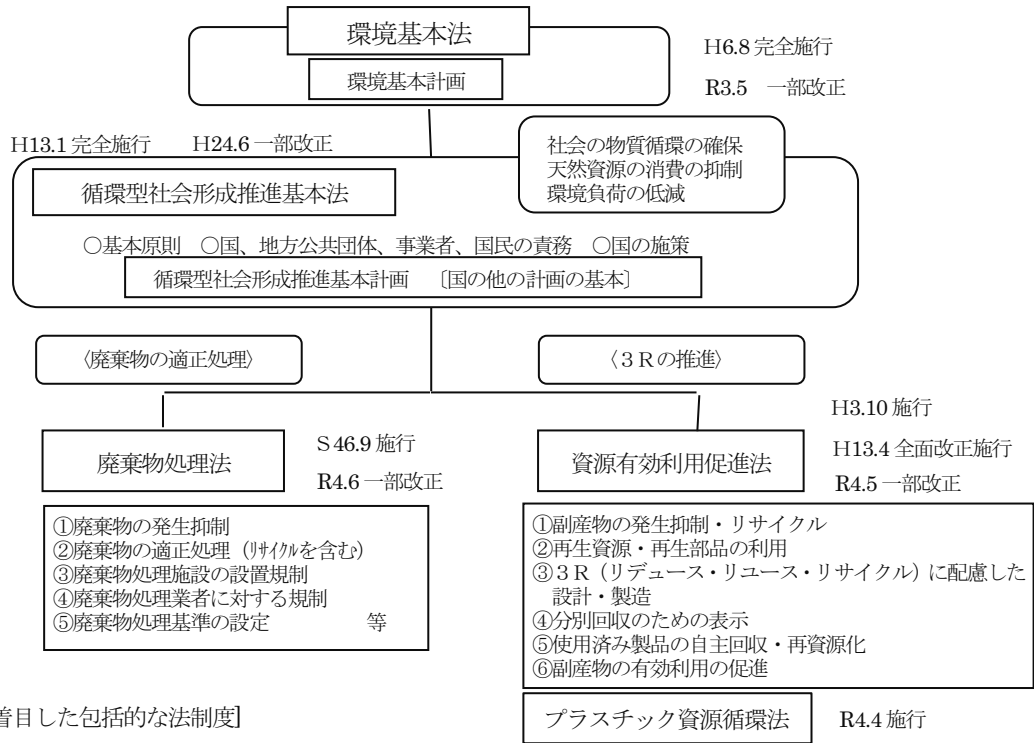 環境基本法
環境基本計画
H6.8 完全施行
R3.5 一部改正
H13.1 完全施行 H24.6 一部改正
社会の物質循環の確保
天然資源の消費の抑制
環境負荷の低減
循環型社会形成推進基本法
○基本原則 ○国、地方公共団体、事業者、国民の責務 ○国の施策
循環型社会形成推進基本計画 〔国の他の計画の基本〕
〈廃棄物の適正処理〉
〈３Ｒの推進〉
廃棄物処理法
Ｓ46.9 施行
R4.6 一部改正
資源有効利用促進法
H3.10 施行
H13.4 全面改正施行
R4.5 一部改正
①廃棄物の発生抑制
②廃棄物の適正処理（ﾘｻｲｸﾙを含む）
③廃棄物処理施設の設置規制
④廃棄物処理業者に対する規制
⑤廃棄物処理基準の設定 等
①副産物の発生抑制・リサイクル
②再生資源・再生部品の利用
③３Ｒ（リデュース・リユース・リサイクル）に配慮した
設計・製造
④分別回収のための表示
⑤使用済み製品の自主回収・再資源化
⑥副産物の有効利用の促進
着目した包括的な法制度]
プラスチック資源循環法
R4.4 施行